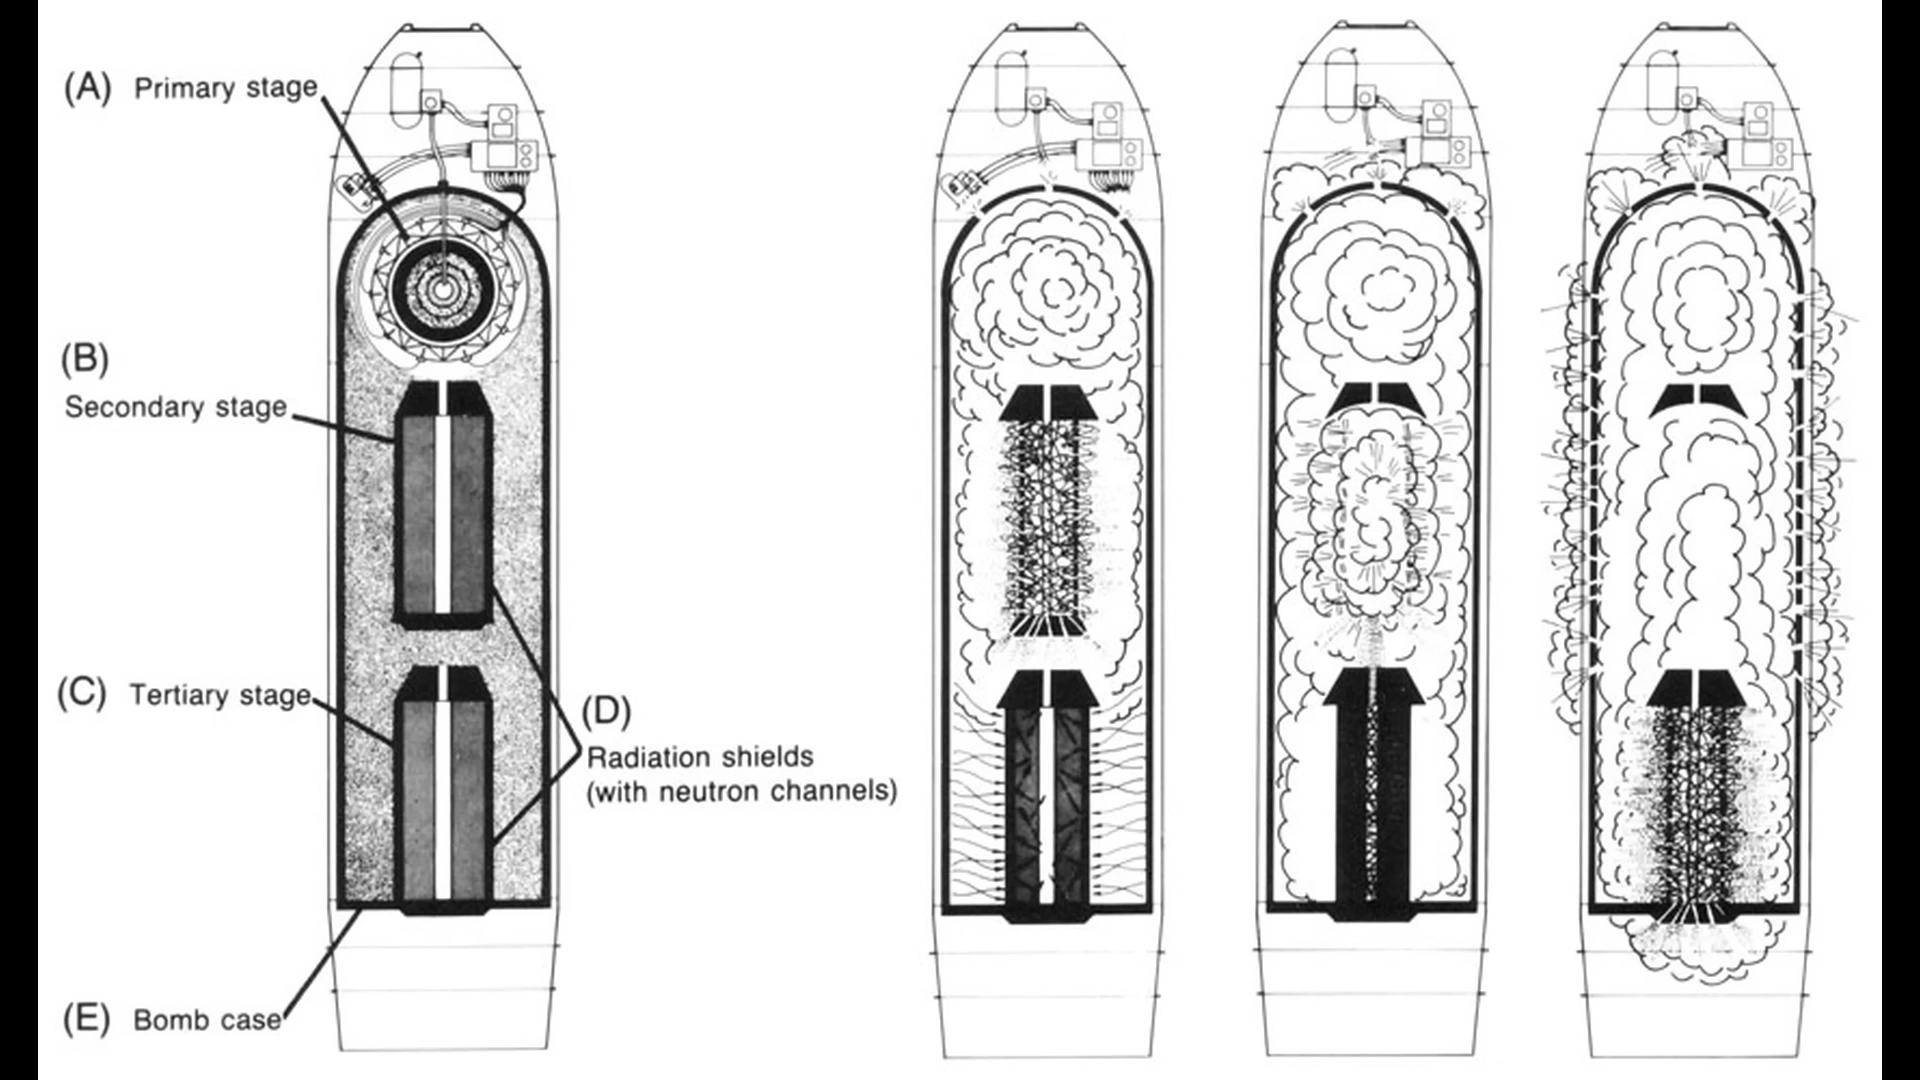 (A) Primary stage
(B)
Secondary stage
(C) Tertiary stage
(D)
Radiation shields
(with neutron channels)
(E) Bomb case